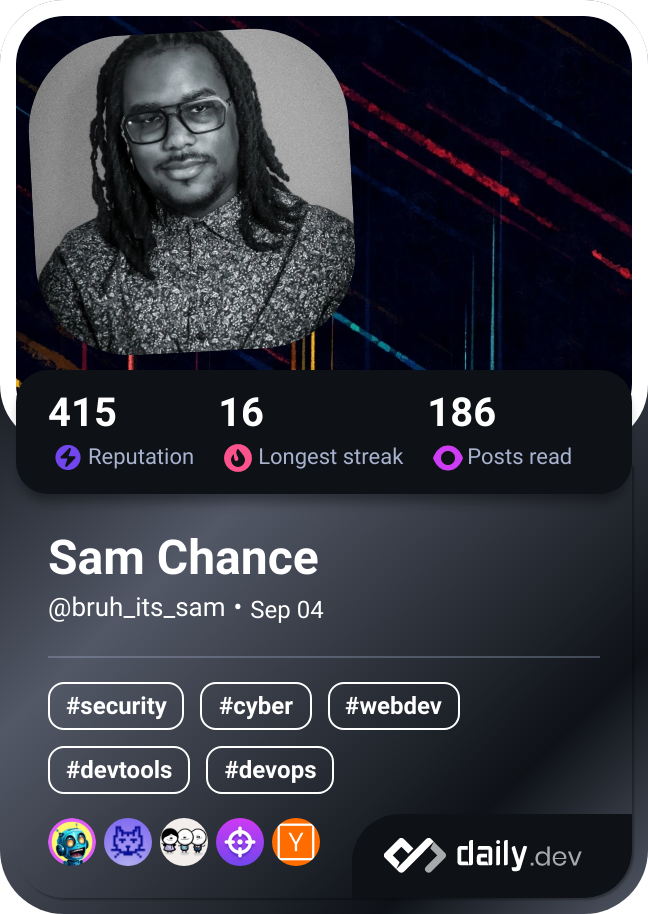 415 16 186
Reputation Longest streak Posts read
Sam Chance
@bruh_its_sam • Sep 04
#security #cyber #webdev
#devtools #devops
Y
daily.dev